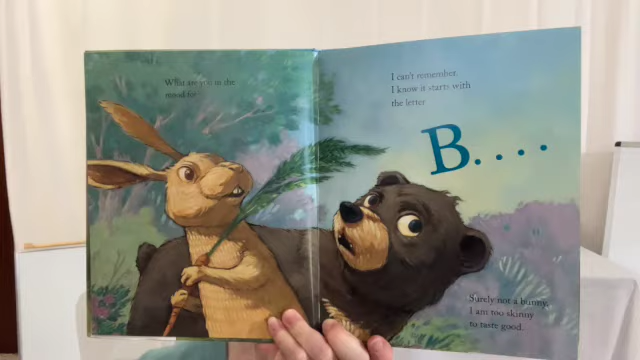 What are you in the
mood for
I can't remember.
I know it starts with
the letter
B....
Surely not a bunny.
I am too skinny
to taste good.